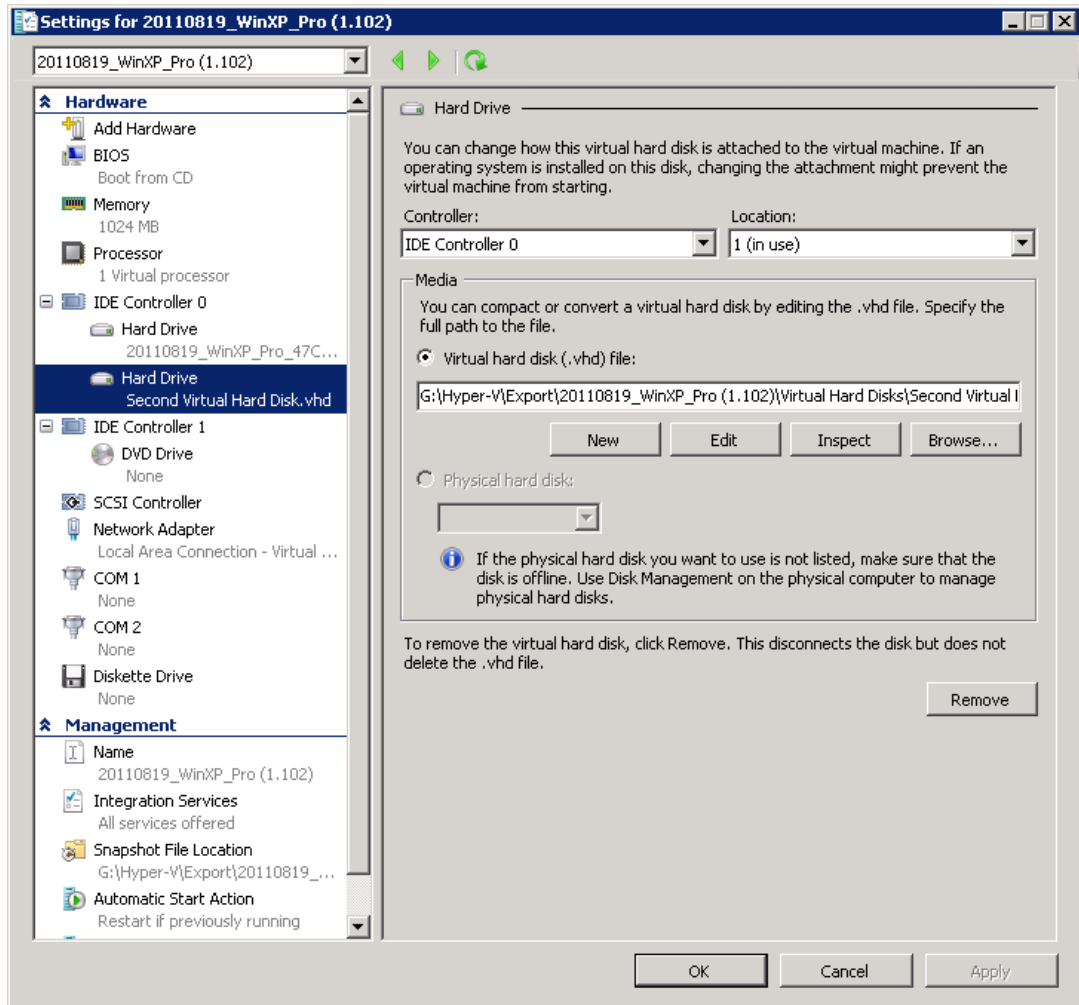 Settings for 20110819_WinXP_Pro (1.102)
20110819_WinXP_Pro (1.102)
Hardware
Add Hardware
BIOS
Boot from CD
Memory
1024 MB
Processor
1 Virtual processor
IDE Controller 0
Hard Drive
20110819_WinXP_Pro_47C...
Hard Drive
Second Virtual Hard Disk.vhd
IDE Controller 1
DVD Drive
None
SCSI Controller
Network Adapter
Local Area Connection - Virtual ...
COM 1
None
COM 2
None
Diskette Drive
None
Management
Name
20110819_WinXP_Pro (1.102)
Integration Services
All services offered
Snapshot File Location
G:\Hyper-V\Export\20110819_...
Automatic Start Action
Restart if previously running
Hard Drive
You can change how this virtual hard disk is attached to the virtual machine. If an
operating system is installed on this disk, changing the attachment might prevent the
virtual machine from starting.
Controller:
Location:
IDE Controller 0
1 (in use)
Media
You can compact or convert a virtual hard disk by editing the .vhd file. Specify the
full path to the file.
Virtual hard disk (.vhd) file:
G:\Hyper-V\Export\20110819_WinXP_Pro (1.102)\Virtual Hard Disks\Second Virtual
New
Edit
Inspect
Browse...
Physical hard disk:
If the physical hard disk you want to use is not listed, make sure that the
disk is offline. Use Disk Management on the physical computer to manage
physical hard disks.
To remove the virtual hard disk, click Remove. This disconnects the disk but does not
delete the .vhd file.
Remove
OK
Cancel
Apply